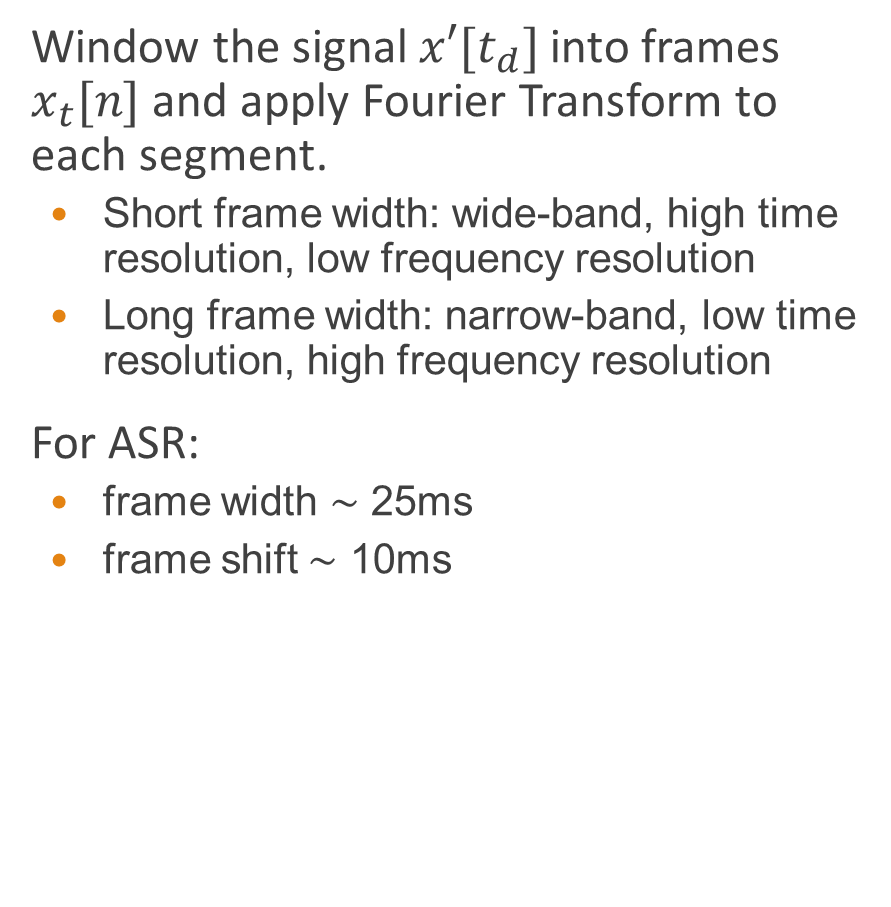 Window the signal x′[t_d] into frames
x_t[n] and apply Fourier Transform to
each segment.
• Short frame width: wide-band, high time
resolution, low frequency resolution
• Long frame width: narrow-band, low time
resolution, high frequency resolution
For ASR:
• frame width ~ 25ms
• frame shift ~ 10ms